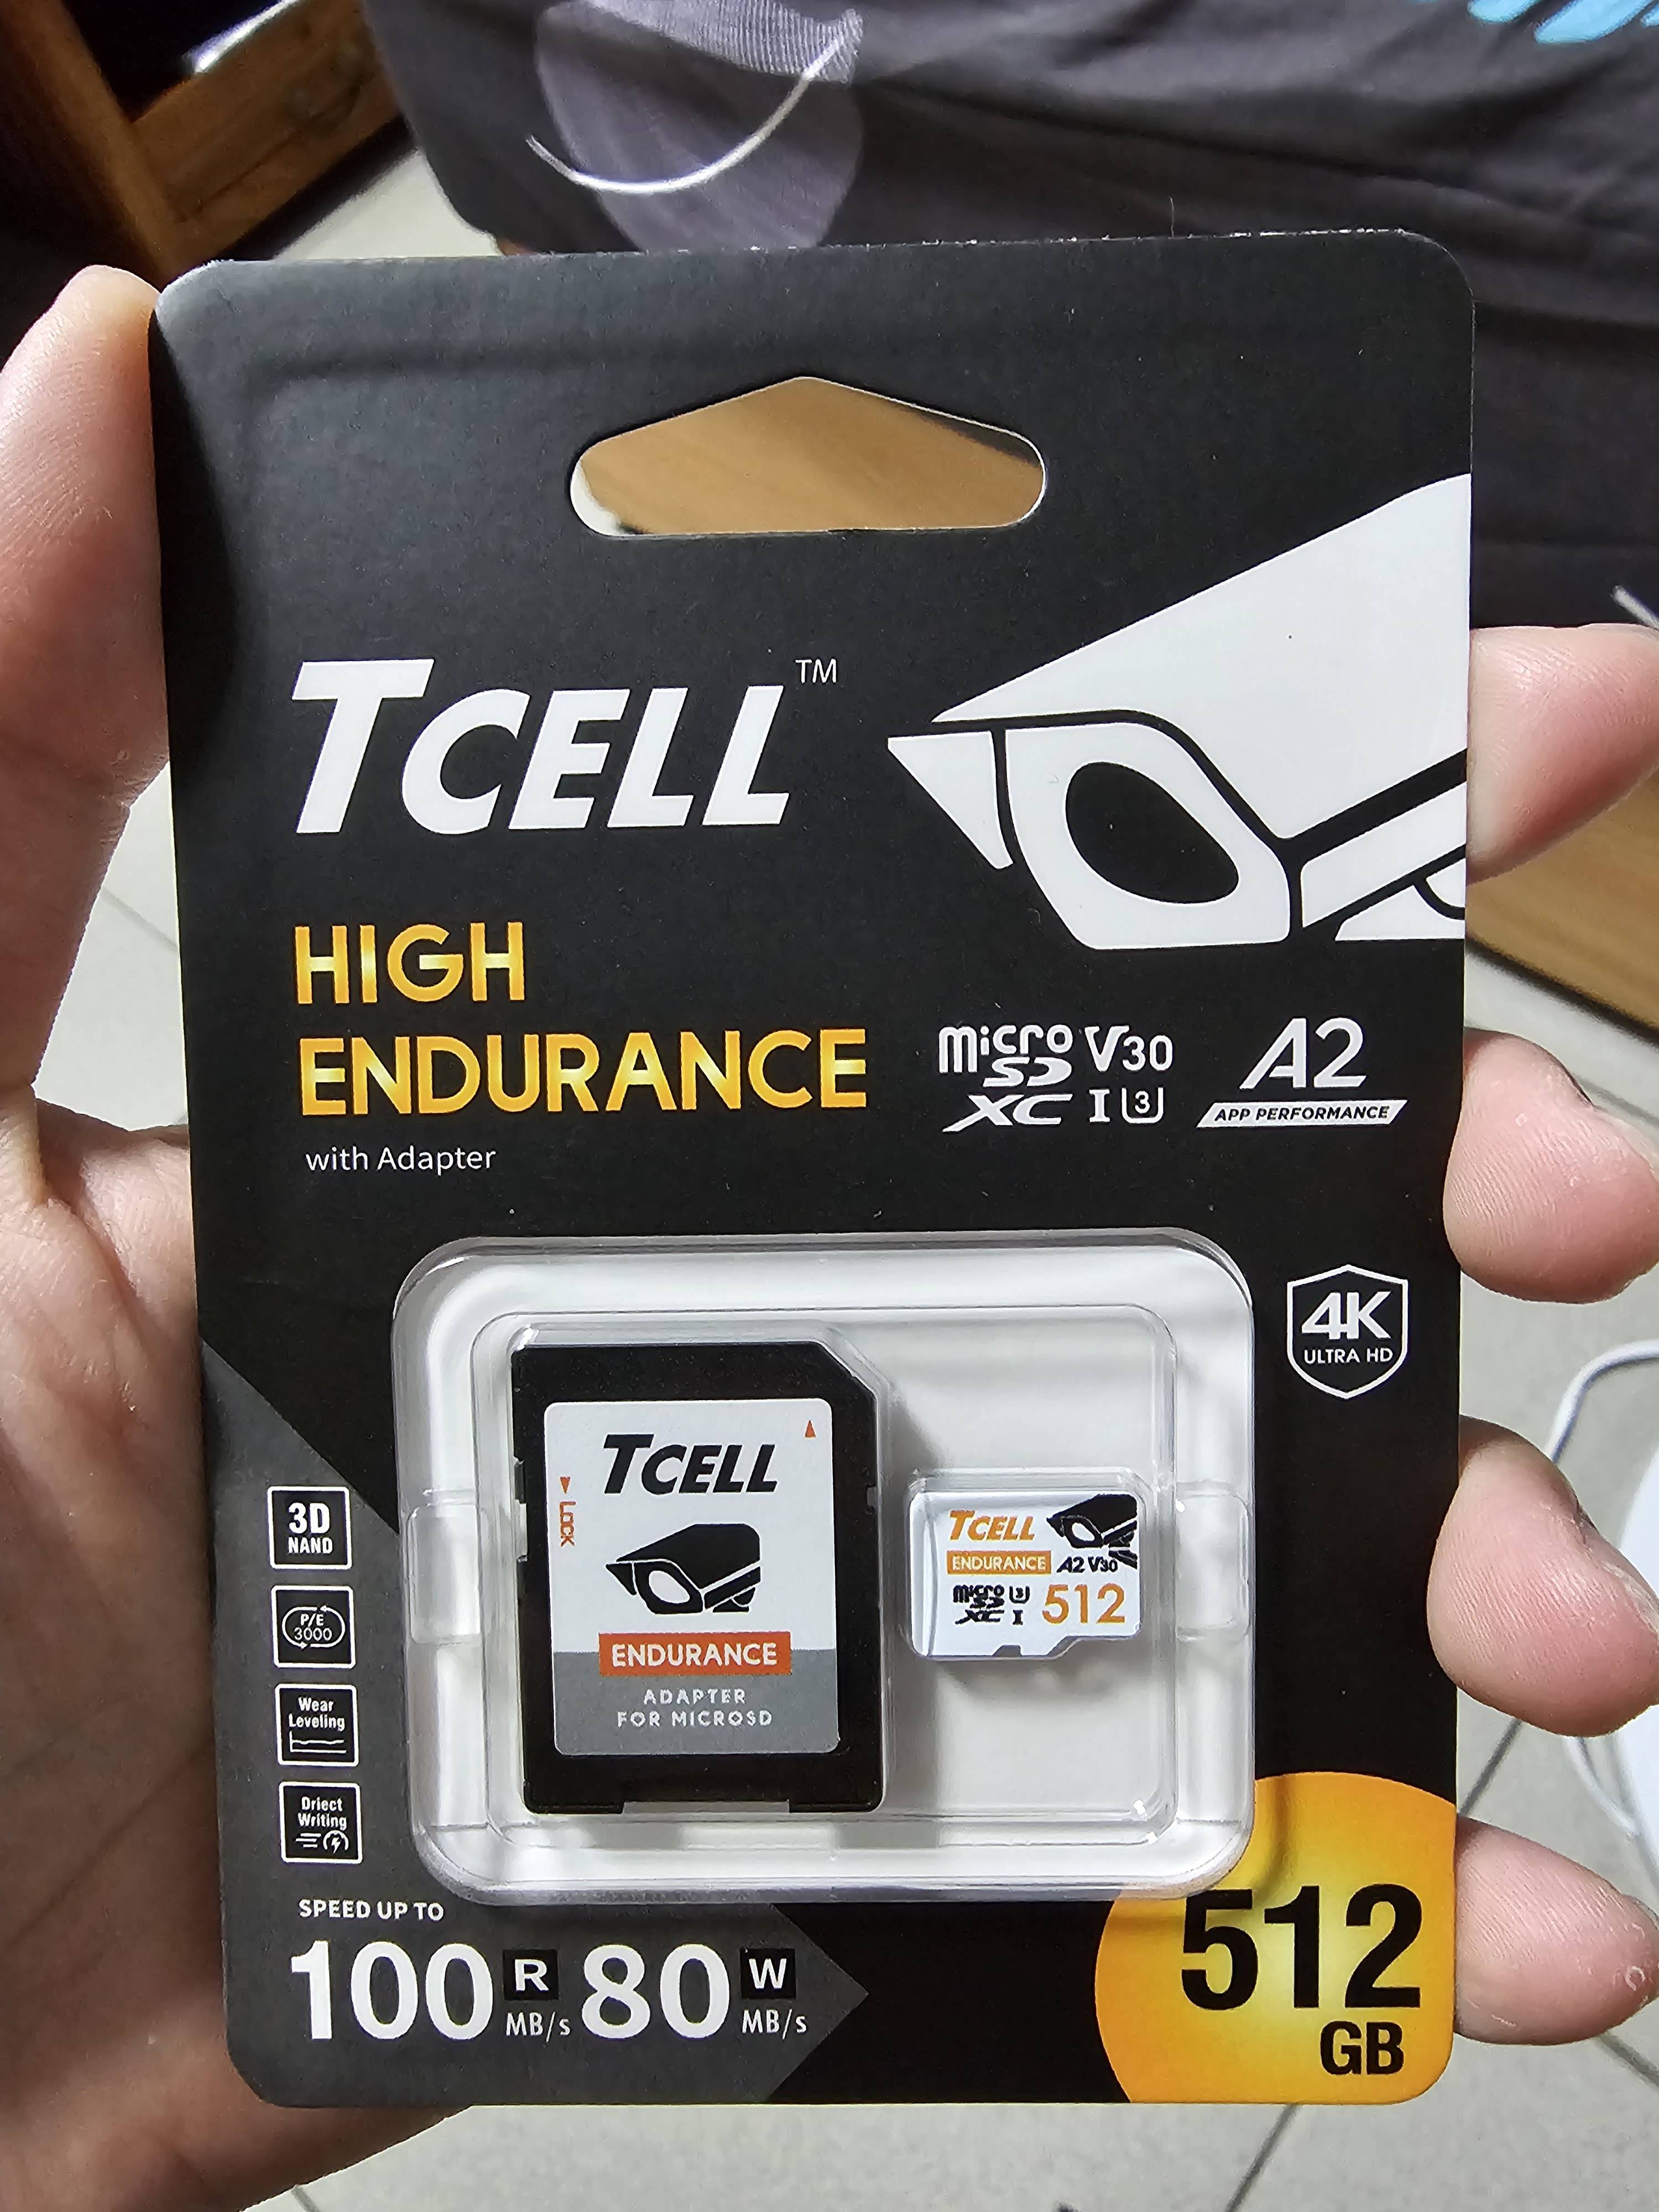 TCELL™
HIGH
ENDURANCE
with Adapter
micro SD XC V30 I U3
A2
APP PERFORMANCE
4K
ULTRA HD
TCELL
LOCK
ENDURANCE
ADAPTER
FOR MICROSD
TCELL
ENDURANCE A2 V30
micro SD XC U3 I 512
3D
NAND
P/E
3000
Wear
Leveling
Driect
Writing
SPEED UP TO
100 R MB/s 80 W MB/s
512
GB